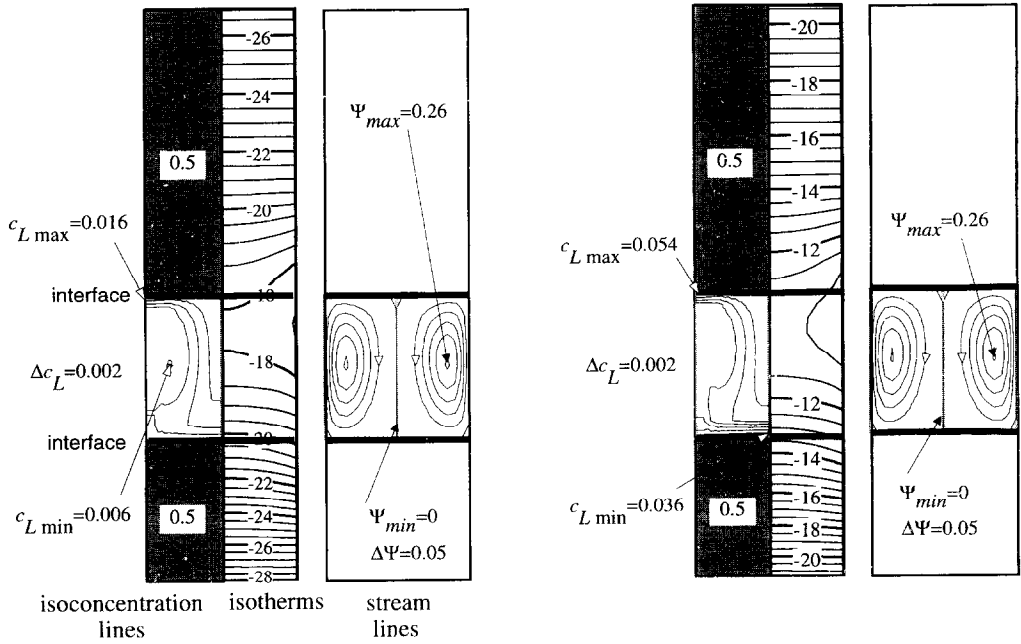 -26
-24
Ψmax=0.26
-22
0.5
-20
cL max=0.016
interface
-18
ΔcL=0.002
-18
interface
-20
-22
cL min=0.006
0.5
-24
Ψmin=0
-26
ΔΨ=0.05
-28
isoconcentration lines
isotherms
stream lines
-20
-18
-16
0.5
-14
Ψmax=0.26
cL max=0.054
-12
ΔcL=0.002
-12
-14
cL min=0.036
0.5
-16
Ψmin=0
-18
ΔΨ=0.05
-20